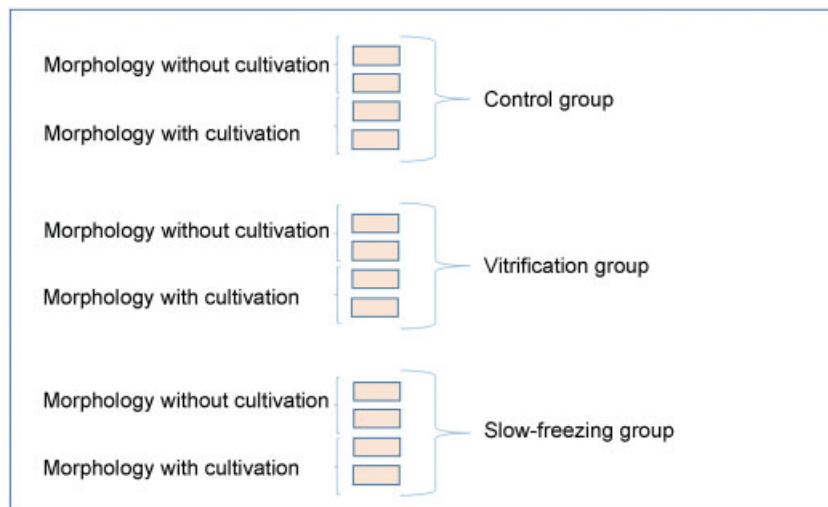 Morphology without cultivation
Control group
Morphology with cultivation
Morphology without cultivation
Vitrification group
Morphology with cultivation
Morphology without cultivation
Slow-freezing group
Morphology with cultivation